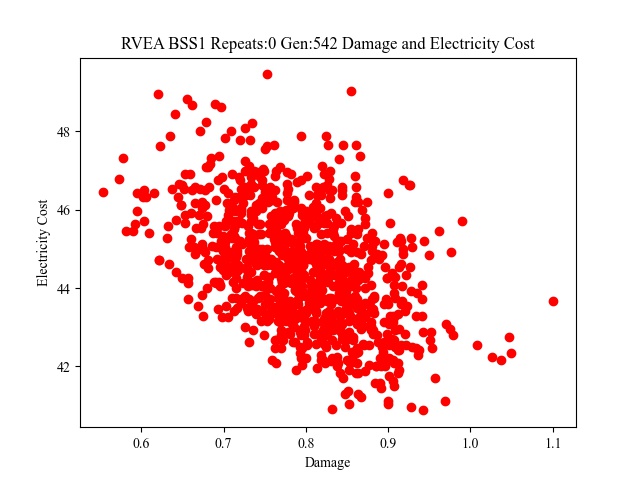 RVEA BSS1 Repeats:0 Gen:542 Damage and Electricity Cost
48
46
44
42
Electricity Cost
0.6 0.7 0.8 0.9 1.0 1.1
Damage